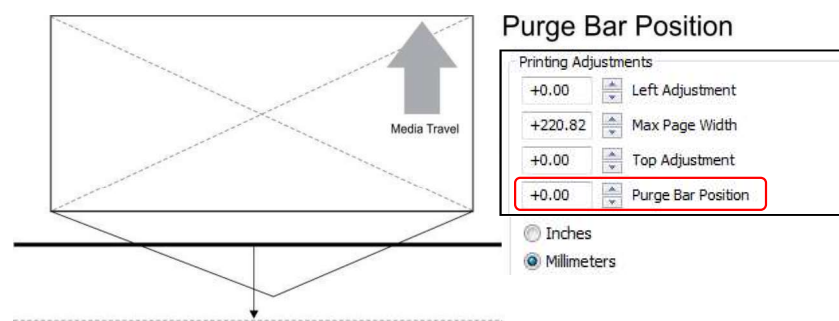 Purge Bar Position
Printing Adjustments
+0.00 Left Adjustment
+220.82 Max Page Width
+0.00 Top Adjustment
+0.00 Purge Bar Position
Inches
Millimeters
Media Travel